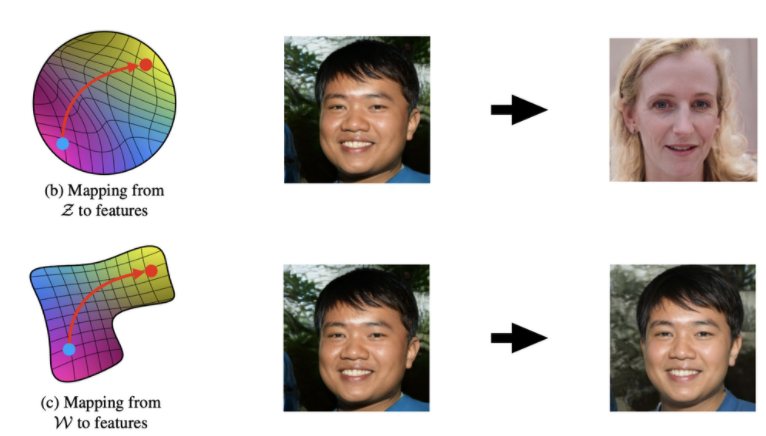 (b) Mapping from
𝒵 to features
(c) Mapping from
𝒲 to features